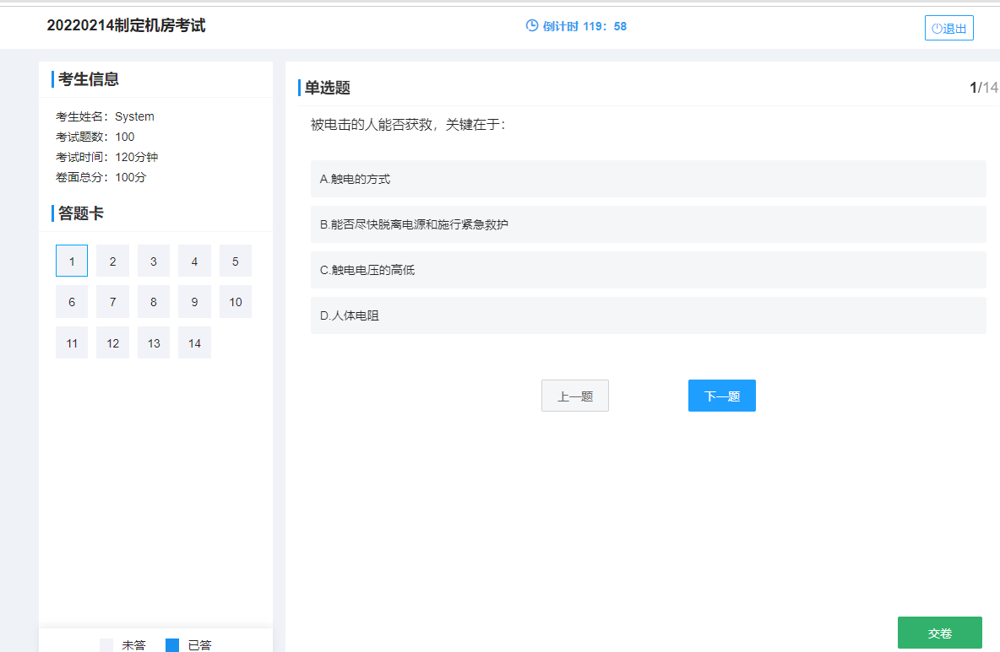 20220214制定机房考试
倒计时 119：58
退出
考生信息
考生姓名：System
考试题数：100
考试时间：120分钟
卷面总分：100分
答题卡
1 2 3 4 5
6 7 8 9 10
11 12 13 14
未答 已答
单选题
1/14
被电击的人能否获救，关键在于：
A.触电的方式
B.能否尽快脱离电源和施行紧急救护
C.触电电压的高低
D.人体电阻
上一题 下一题
交卷